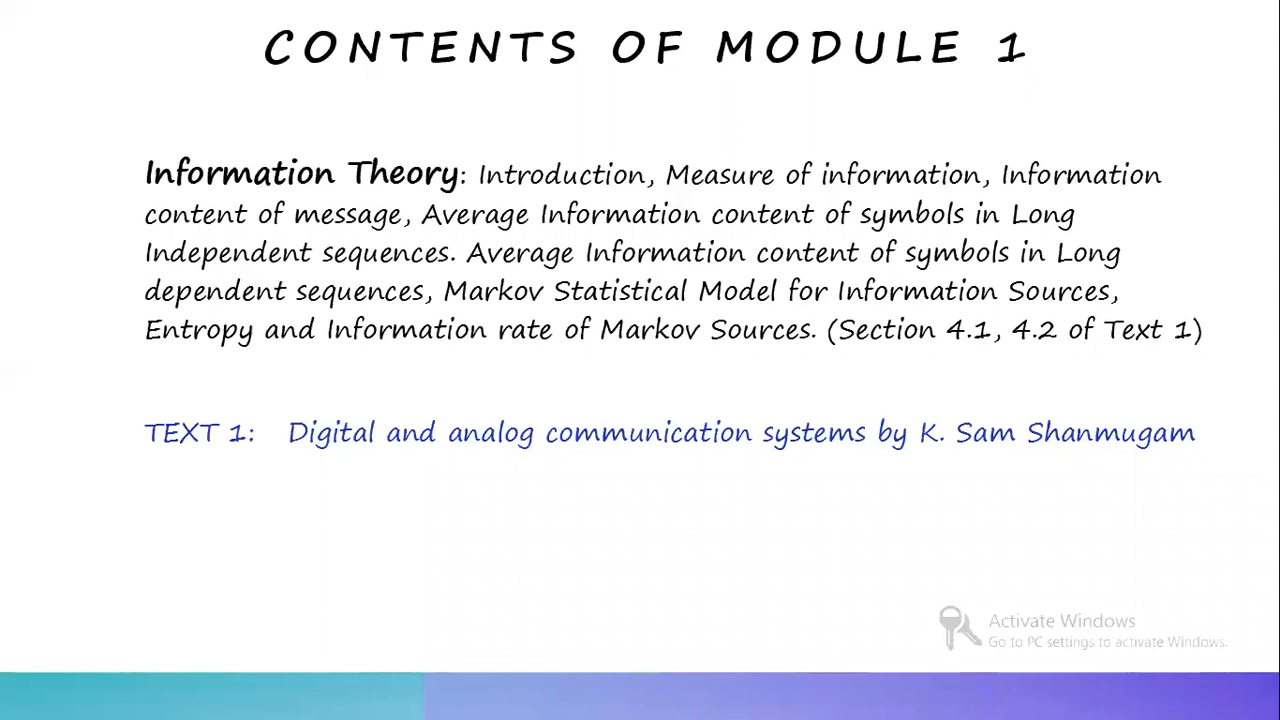 CONTENTS OF MODULE 1
Information Theory: Introduction, Measure of information, Information
content of message, Average Information content of symbols in Long
Independent sequences. Average Information content of symbols in Long
dependent sequences, Markov Statistical Model for Information Sources,
Entropy and Information rate of Markov Sources. (Section 4.1, 4.2 of Text 1)
TEXT 1: Digital and analog communication systems by K. Sam Shanmugam
Activate Windows
Go to PC settings to activate Windows.